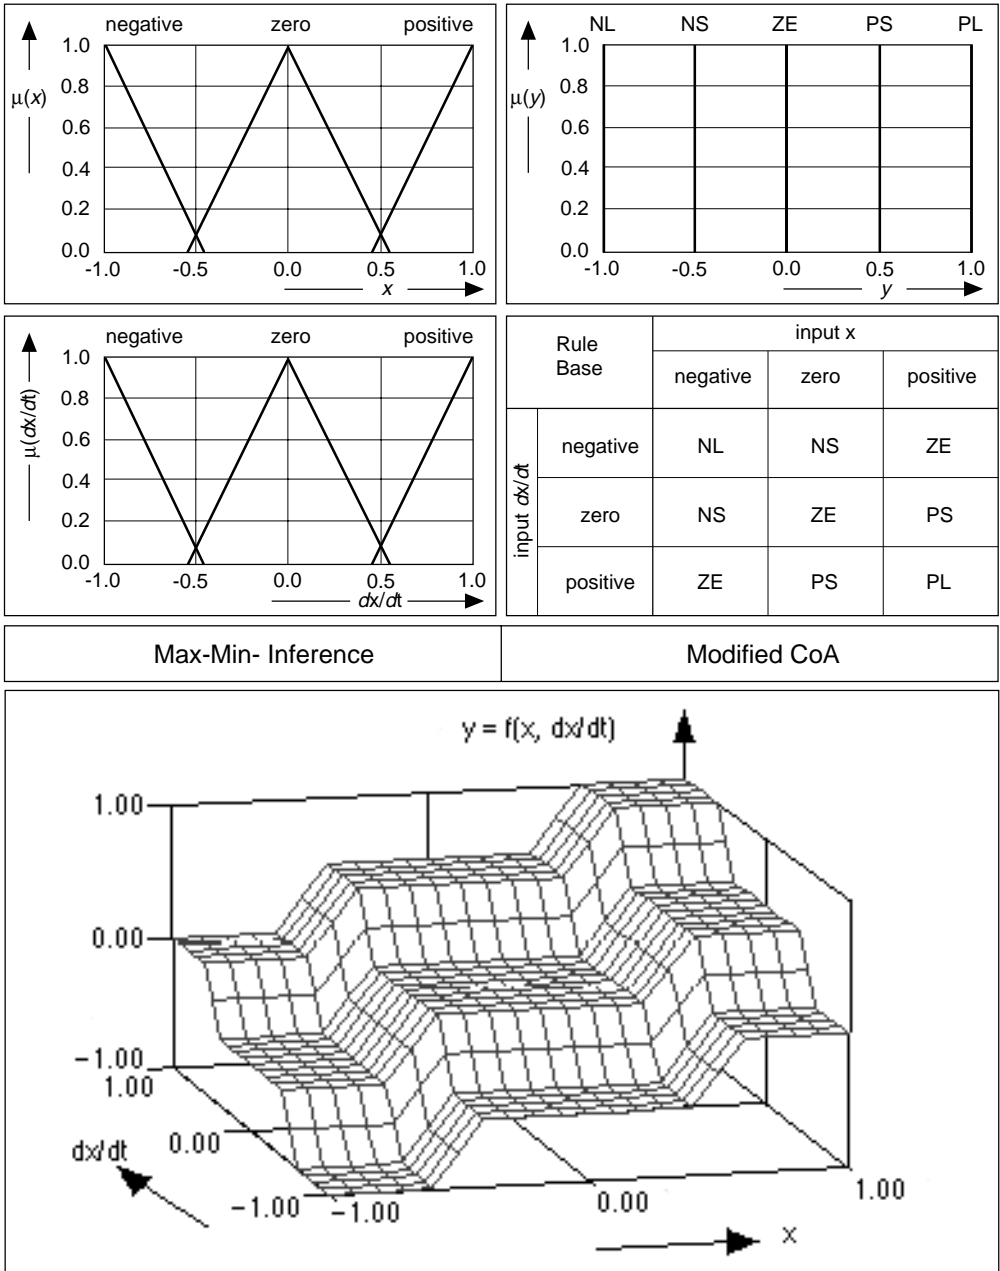 negative zero positive
1.0
0.8
μ(x)
0.6
0.4
0.2
0.0
-1.0 -0.5 0.0 0.5 1.0
x
NL NS ZE PS PL
1.0
0.8
μ(y)
0.6
0.4
0.2
0.0
-1.0 -0.5 0.0 0.5 1.0
y
negative zero positive
1.0
0.8
μ(dx/dt)
0.6
0.4
0.2
0.0
-1.0 -0.5 0.0 0.5 1.0
dx/dt
Rule
Base
input x
negative zero positive
input dx/dt
negative NL NS ZE
zero NS ZE PS
positive ZE PS PL
Max-Min- Inference
Modified CoA
y = f(x, dx/dt)
1.00
0.00
-1.00
1.00
dx/dt
0.00
-1.00
-1.00
0.00
1.00
x